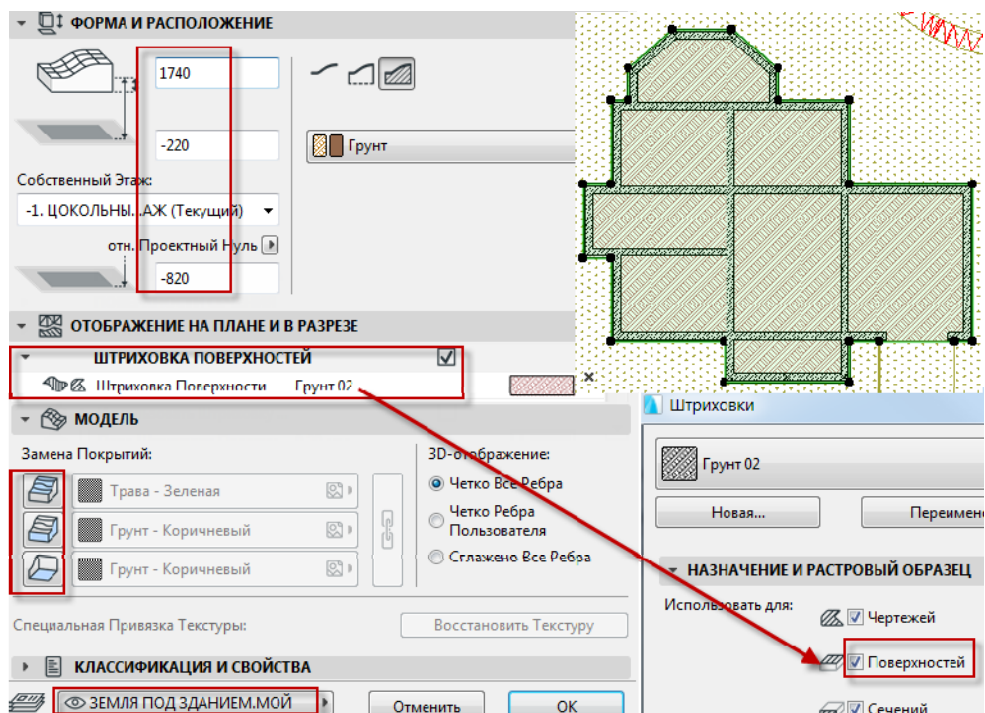 ФОРМА И РАСПОЛОЖЕНИЕ
1740
-220
Грунт
Собственный Этаж:
-1. ЦОКОЛЬНЫ...АЖ (Текущий)
отн. Проектный Нуль
-820
ОТОБРАЖЕНИЕ НА ПЛАНЕ И В РАЗРЕЗЕ
ШТРИХОВКА ПОВЕРХНОСТЕЙ
Штриховка Поверхности Грунт 02
МОДЕЛЬ
Замена Покрытий:
Трава - Зеленая
Грунт - Коричневый
Грунт - Коричневый
3D-отображение:
Четко Все Ребра
Четко Ребра
Пользователя
Сглажено Все Ребра
Специальная Привязка Текстуры:
Восстановить Текстуру
КЛАССИФИКАЦИЯ И СВОЙСТВА
ЗЕМЛЯ ПОД ЗДАНИЕМ.МОЙ
Отменить
OK
Штриховки
Грунт 02
Новая...
Переимено
НАЗНАЧЕНИЕ И РАСТРОВЫЙ ОБРАЗЕЦ
Использовать для:
Чертежей
Поверхностей
Сечений